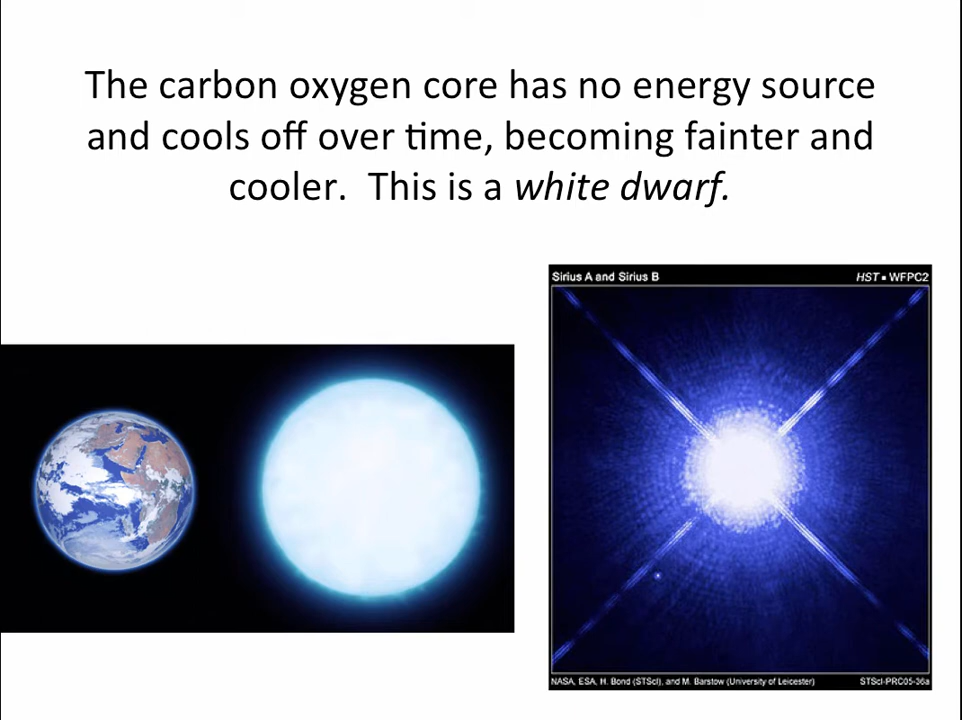 The carbon oxygen core has no energy source
and cools off over time, becoming fainter and
cooler.  This is a white dwarf.
Sirius A and Sirius B
HST ▪ WFPC2
NASA, ESA, H. Bond (STScI), and M. Barstow (University of Leicester)
STScI-PRC05-36a